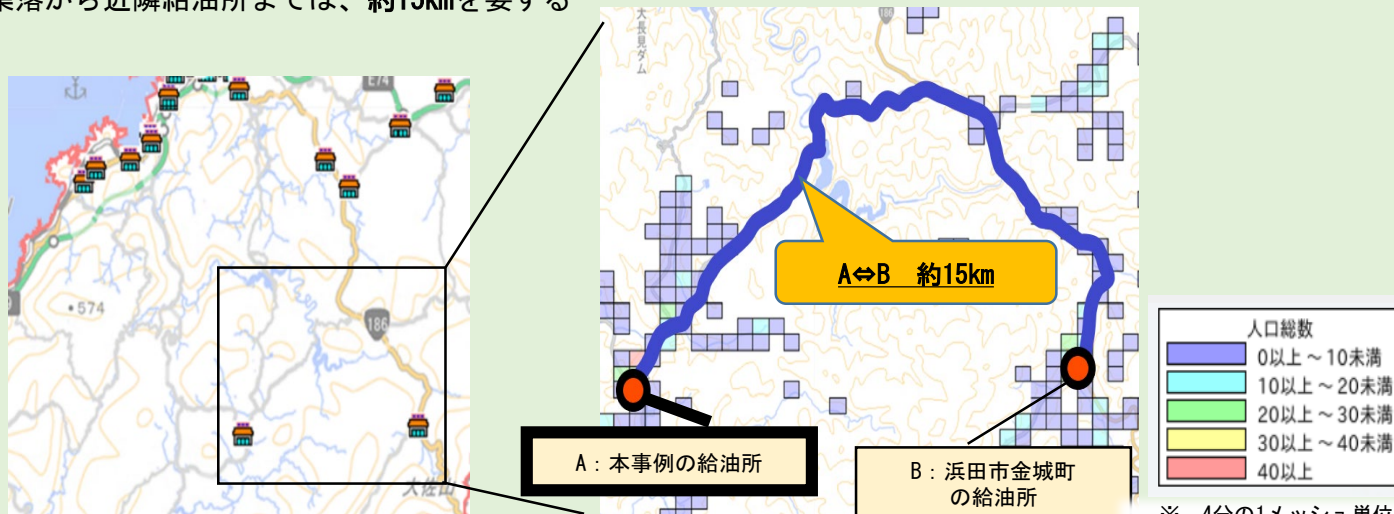 集落から近隣給油所までは、約15kmを要する
大長見ダム
186
E74
574
186
大佐山
A⇔B　約15km
A：本事例の給油所
B：浜田市金城町
の給油所
人口総数
0以上～10未満
10以上～20未満
20以上～30未満
30以上～40未満
40以上
※　4分の1メッシュ単位